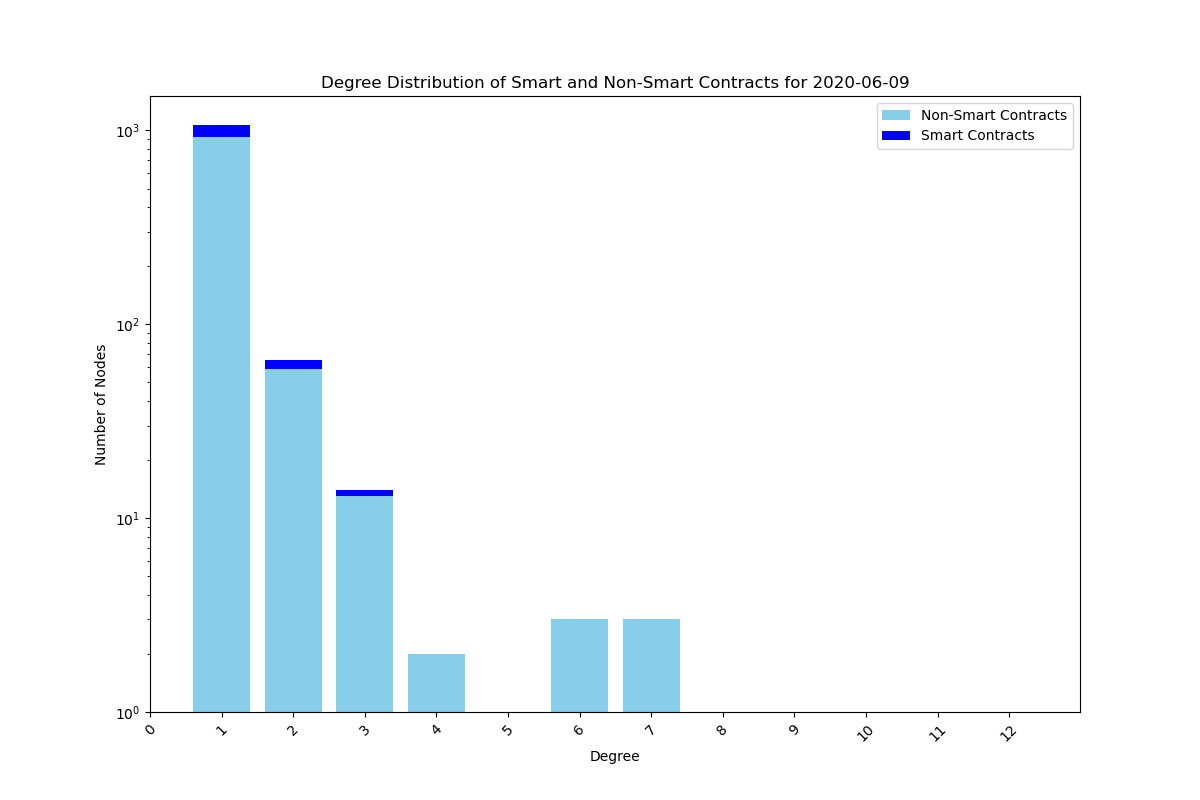 Degree Distribution of Smart and Non-Smart Contracts for 2020-06-09
Non-Smart Contracts
Smart Contracts
Number of Nodes
10³
10²
10¹
10⁰
0 1 2 3 4 5 6 7 8 9 10 11 12
Degree